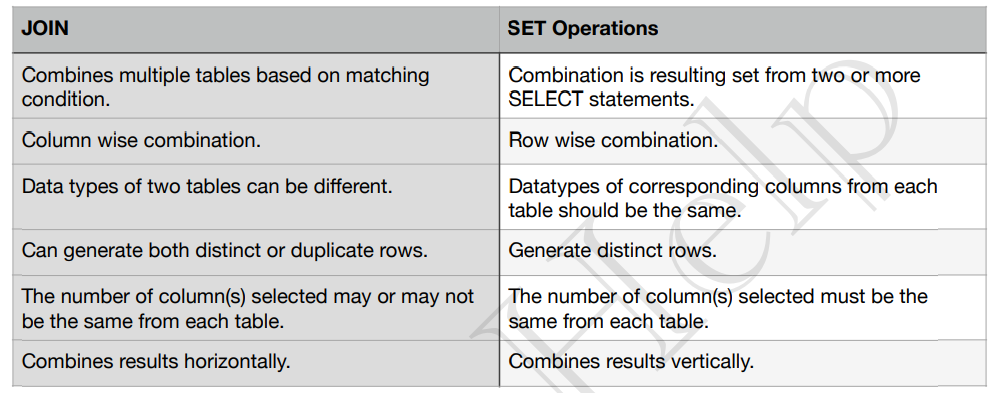 JOIN
SET Operations
Combines multiple tables based on matching
condition.
Combination is resulting set from two or more
SELECT statements.
Column wise combination.
Row wise combination.
Data types of two tables can be different.
Datatypes of corresponding columns from each
table should be the same.
Can generate both distinct or duplicate rows.
Generate distinct rows.
The number of column(s) selected may or may not
be the same from each table.
The number of column(s) selected must be the
same from each table.
Combines results horizontally.
Combines results vertically.
Help